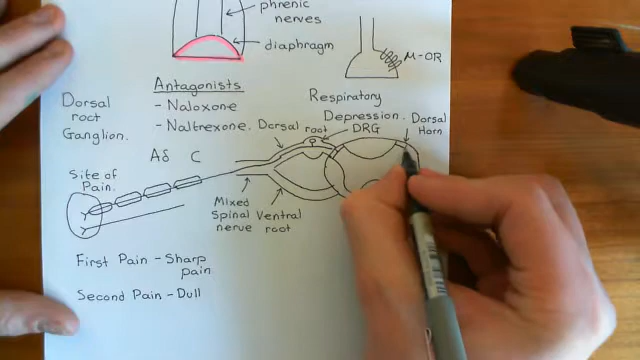 phrenic
nerves
diaphragm
M-OR
Antagonists
- Naloxone
- Naltrexone.
Respiratory
Depression.
Dorsal
root
Ganglion.
Dorsal root
DRG
Dorsal
Horn
Aδ C
Site of
Pain.
Mixed
Spinal
nerve
Ventral
root
First Pain - Sharp
pain
Second Pain - Dull